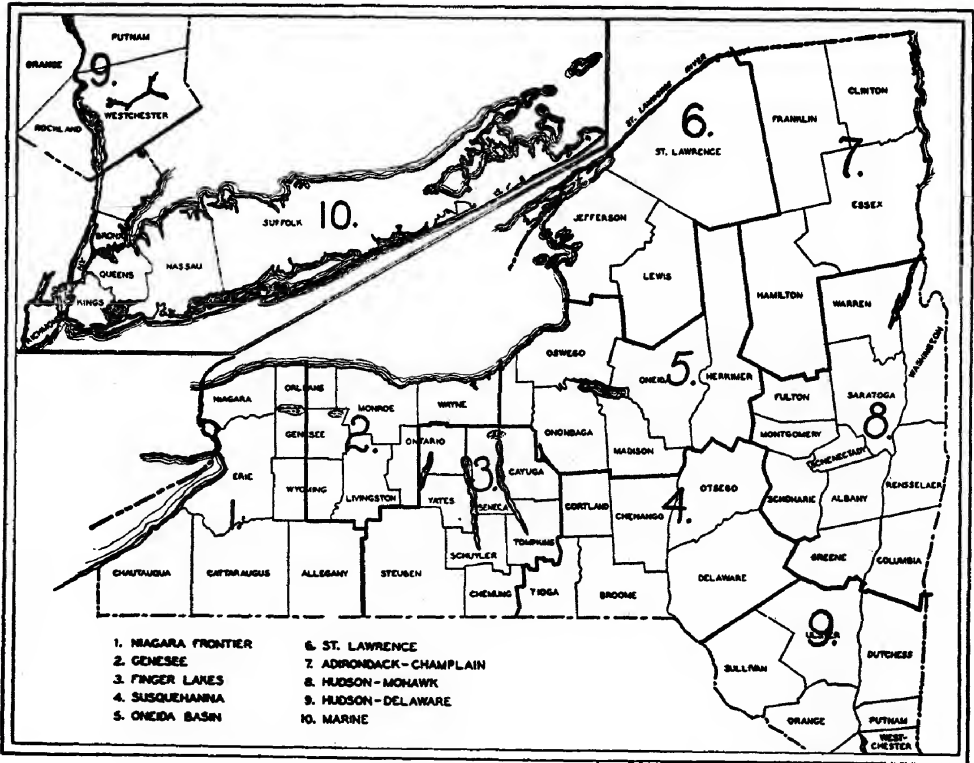 PUTNAM
ORANGE
9.
WESTCHESTER
ROCKLAND
BRONX
N.Y.
QUEENS
KINGS
RICHMOND
NASSAU
SUFFOLK
10.
ST. LAWRENCE RIVER
6.
ST. LAWRENCE
FRANKLIN
CLINTON
7.
ESSEX
JEFFERSON
LEWIS
HAMILTON
WARREN
WASHINGTON
OSWEGO
ONEIDA
5.
HERKIMER
FULTON
SARATOGA
8.
MONTGOMERY
SCHENECTADY
NIAGARA
ORLEANS
MONROE
WAYNE
GENESEE
2.
ONTARIO
ONONDAGA
MADISON
ERIE
WYOMING
LIVINGSTON
YATES
3.
SENECA
CAYUGA
CORTLAND
CHENANGO
4.
OTSEGO
SCHOHARIE
ALBANY
RENSSELAER
1.
SCHUYLER
TOMPKINS
GREENE
COLUMBIA
CHAUTAUQUA
CATTARAUGUS
ALLEGANY
STEUBEN
CHEMUNG
TIOGA
BROOME
DELAWARE
9.
ULSTER
SULLIVAN
DUTCHESS
ORANGE
PUTNAM
WEST-
CHESTER
1. NIAGARA FRONTIER
2. GENESEE
3. FINGER LAKES
4. SUSQUEHANNA
5. ONEIDA BASIN
6. ST. LAWRENCE
7. ADIRONDACK-CHAMPLAIN
8. HUDSON-MOHAWK
9. HUDSON-DELAWARE
10. MARINE